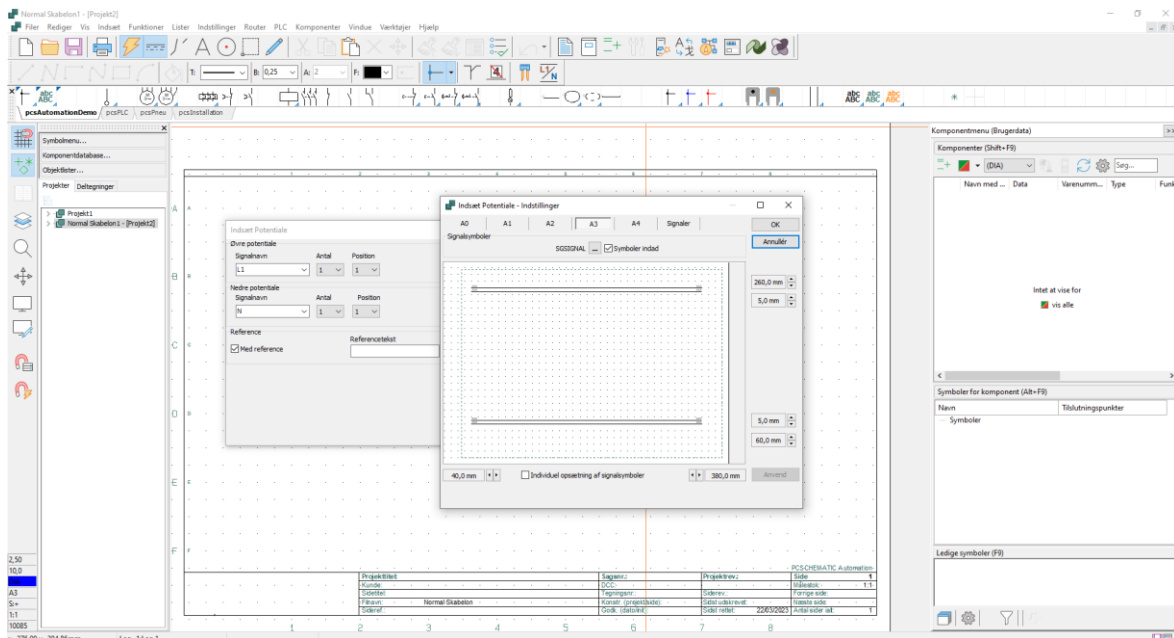 Normal Skabelon1 - [Projekt2]
Filer Rediger Vis Indsæt Funktioner Lister Indstillinger Router PLC Komponenter Vindue Værktøjer Hjælp
T: B: 0,25 A: 2 F:
pcsAutomationDemo pcsPLC pcsPneu pcsInstallation
Symbolmenu...
Komponentdatabase...
Objektlister...
Projekter Deltegninger
Projekt1
Normal Skabelon1 - [Projekt2]
2,50
10,0
A3
S:+
1:1
10085
Indsæt Potentiale
Øvre potentiale
Signalnavn Antal Position
L1 1 1
Nedre potentiale
Signalnavn Antal Position
N 1 1
Reference
Med reference
Referencetekst
Indsæt Potentiale - Indstillinger
A0 A1 A2 A3 A4 Signaler
Signalsymboler
SGSIGNAL ... Symboler indad
OK
Annullér
260,0 mm
5,0 mm
5,0 mm
60,0 mm
40,0 mm
Individuel opsætning af signalsymboler
380,0 mm
Anvend
A
B
C
D
E
F
1 2 3 4 5 6 7 8
PCSCHEMATIC Automation
Projekttitel: Sagsnr.: Projektrev.: Side 1
Kunde: DCC: Målestok: 1:1
Sidetitel: Tegningsnr.: Siderev.: Forrige side:
Filnavn: Normal Skabelon Konstr. (projekt/side): Sidst udskrevet: Næste side:
Sideref.: Godk. (dato/init): Sidst rettet: 22/03/2023 Antal sider ialt: 1
Komponentmenu (Brugerdata)
Komponenter (Shift+F9)
(DIA) Søg...
Navn med ... Data Varenumm... Type Funk
Intet at vise for
vis alle
Symboler for komponent (Alt+F9)
Navn Tilslutningspunkter
Symboler
Ledige symboler (F9)